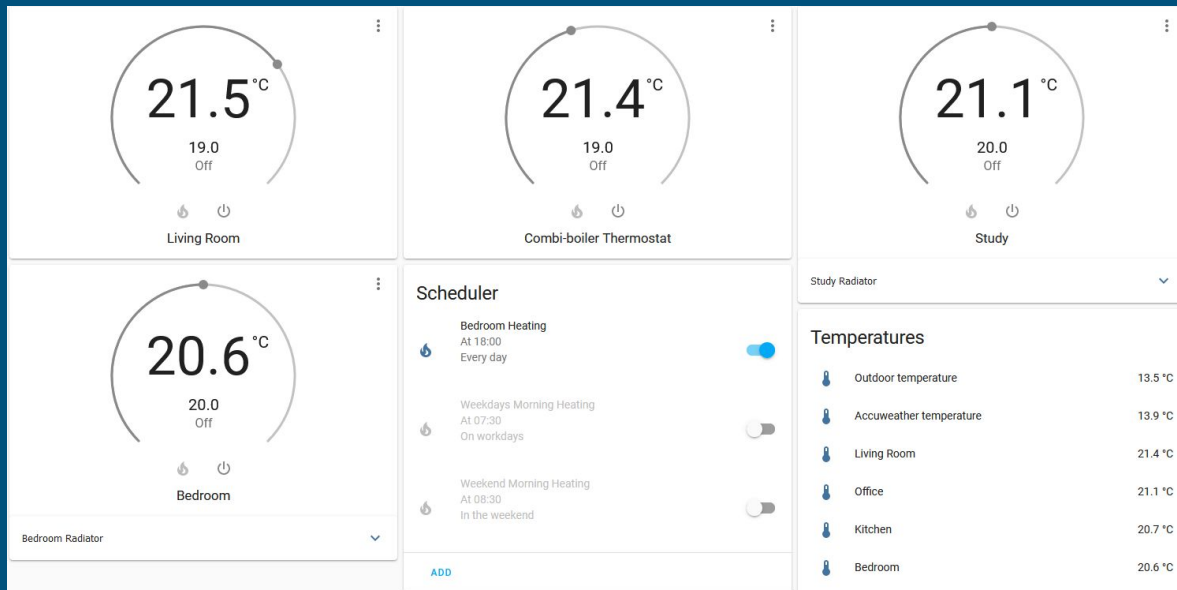 21.5 °C
19.0
Off
Living Room
21.4 °C
19.0
Off
Combi-boiler Thermostat
21.1 °C
20.0
Off
Study
Study Radiator
20.6 °C
20.0
Off
Bedroom
Bedroom Radiator
Scheduler
Bedroom Heating
At 18:00
Every day
Weekdays Morning Heating
At 07:30
On workdays
Weekend Morning Heating
At 08:30
In the weekend
ADD
Temperatures
Outdoor temperature 13.5 °C
Accuweather temperature 13.9 °C
Living Room 21.4 °C
Office 21.1 °C
Kitchen 20.7 °C
Bedroom 20.6 °C